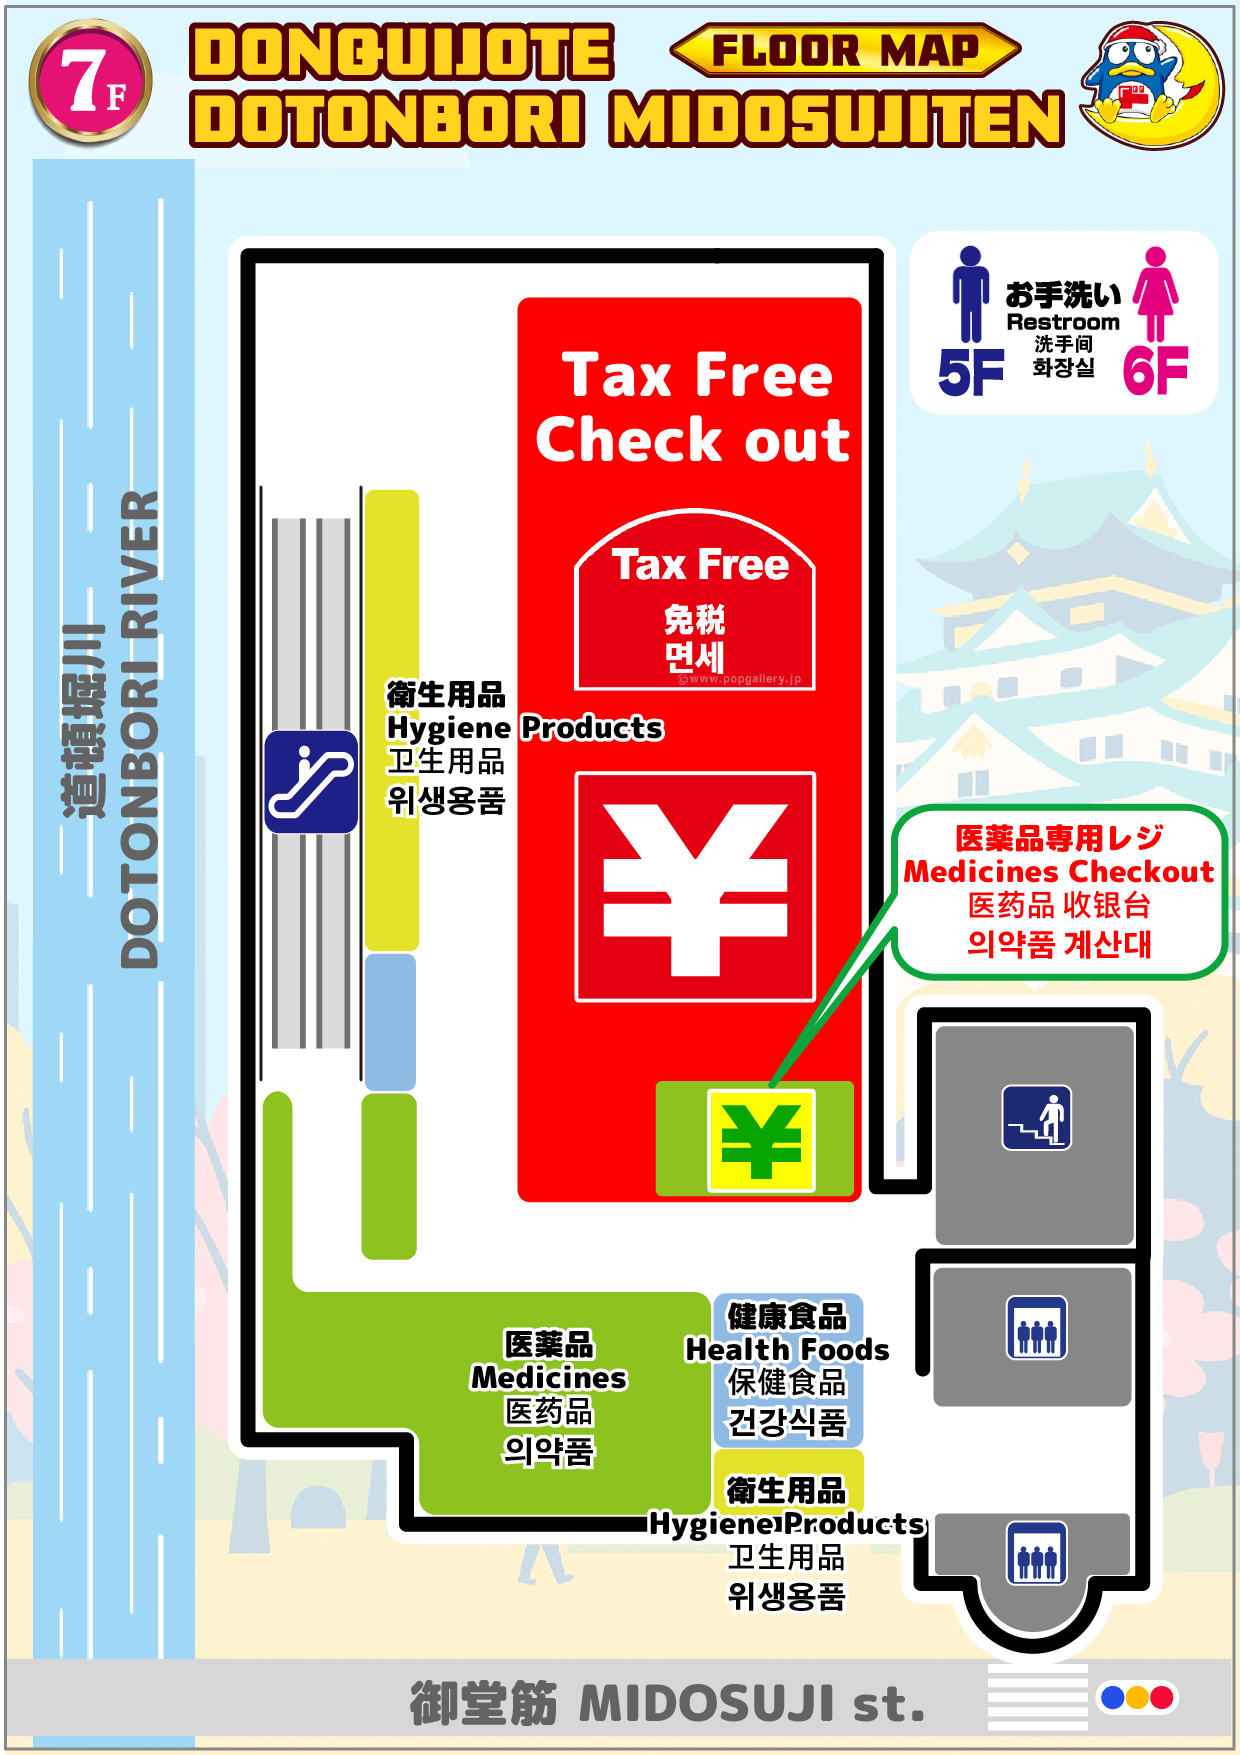 7F
DONQUIJOTE
FLOOR MAP
DOTONBORI MIDOSUJITEN
お手洗い
Restroom
洗手间
화장실
5F
6F
道頓堀川
DOTONBORI RIVER
Tax Free
Check out
Tax Free
免税
면세
©www.popgallery.jp
衛生用品
Hygiene Products
卫生用品
위생용품
¥
医薬品専用レジ
Medicines Checkout
医药品 收银台
의약품 계산대
¥
医薬品
Medicines
医药品
의약품
健康食品
Health Foods
保健食品
건강식품
衛生用品
Hygiene Products
卫生用品
위생용품
御堂筋 MIDOSUJI st.